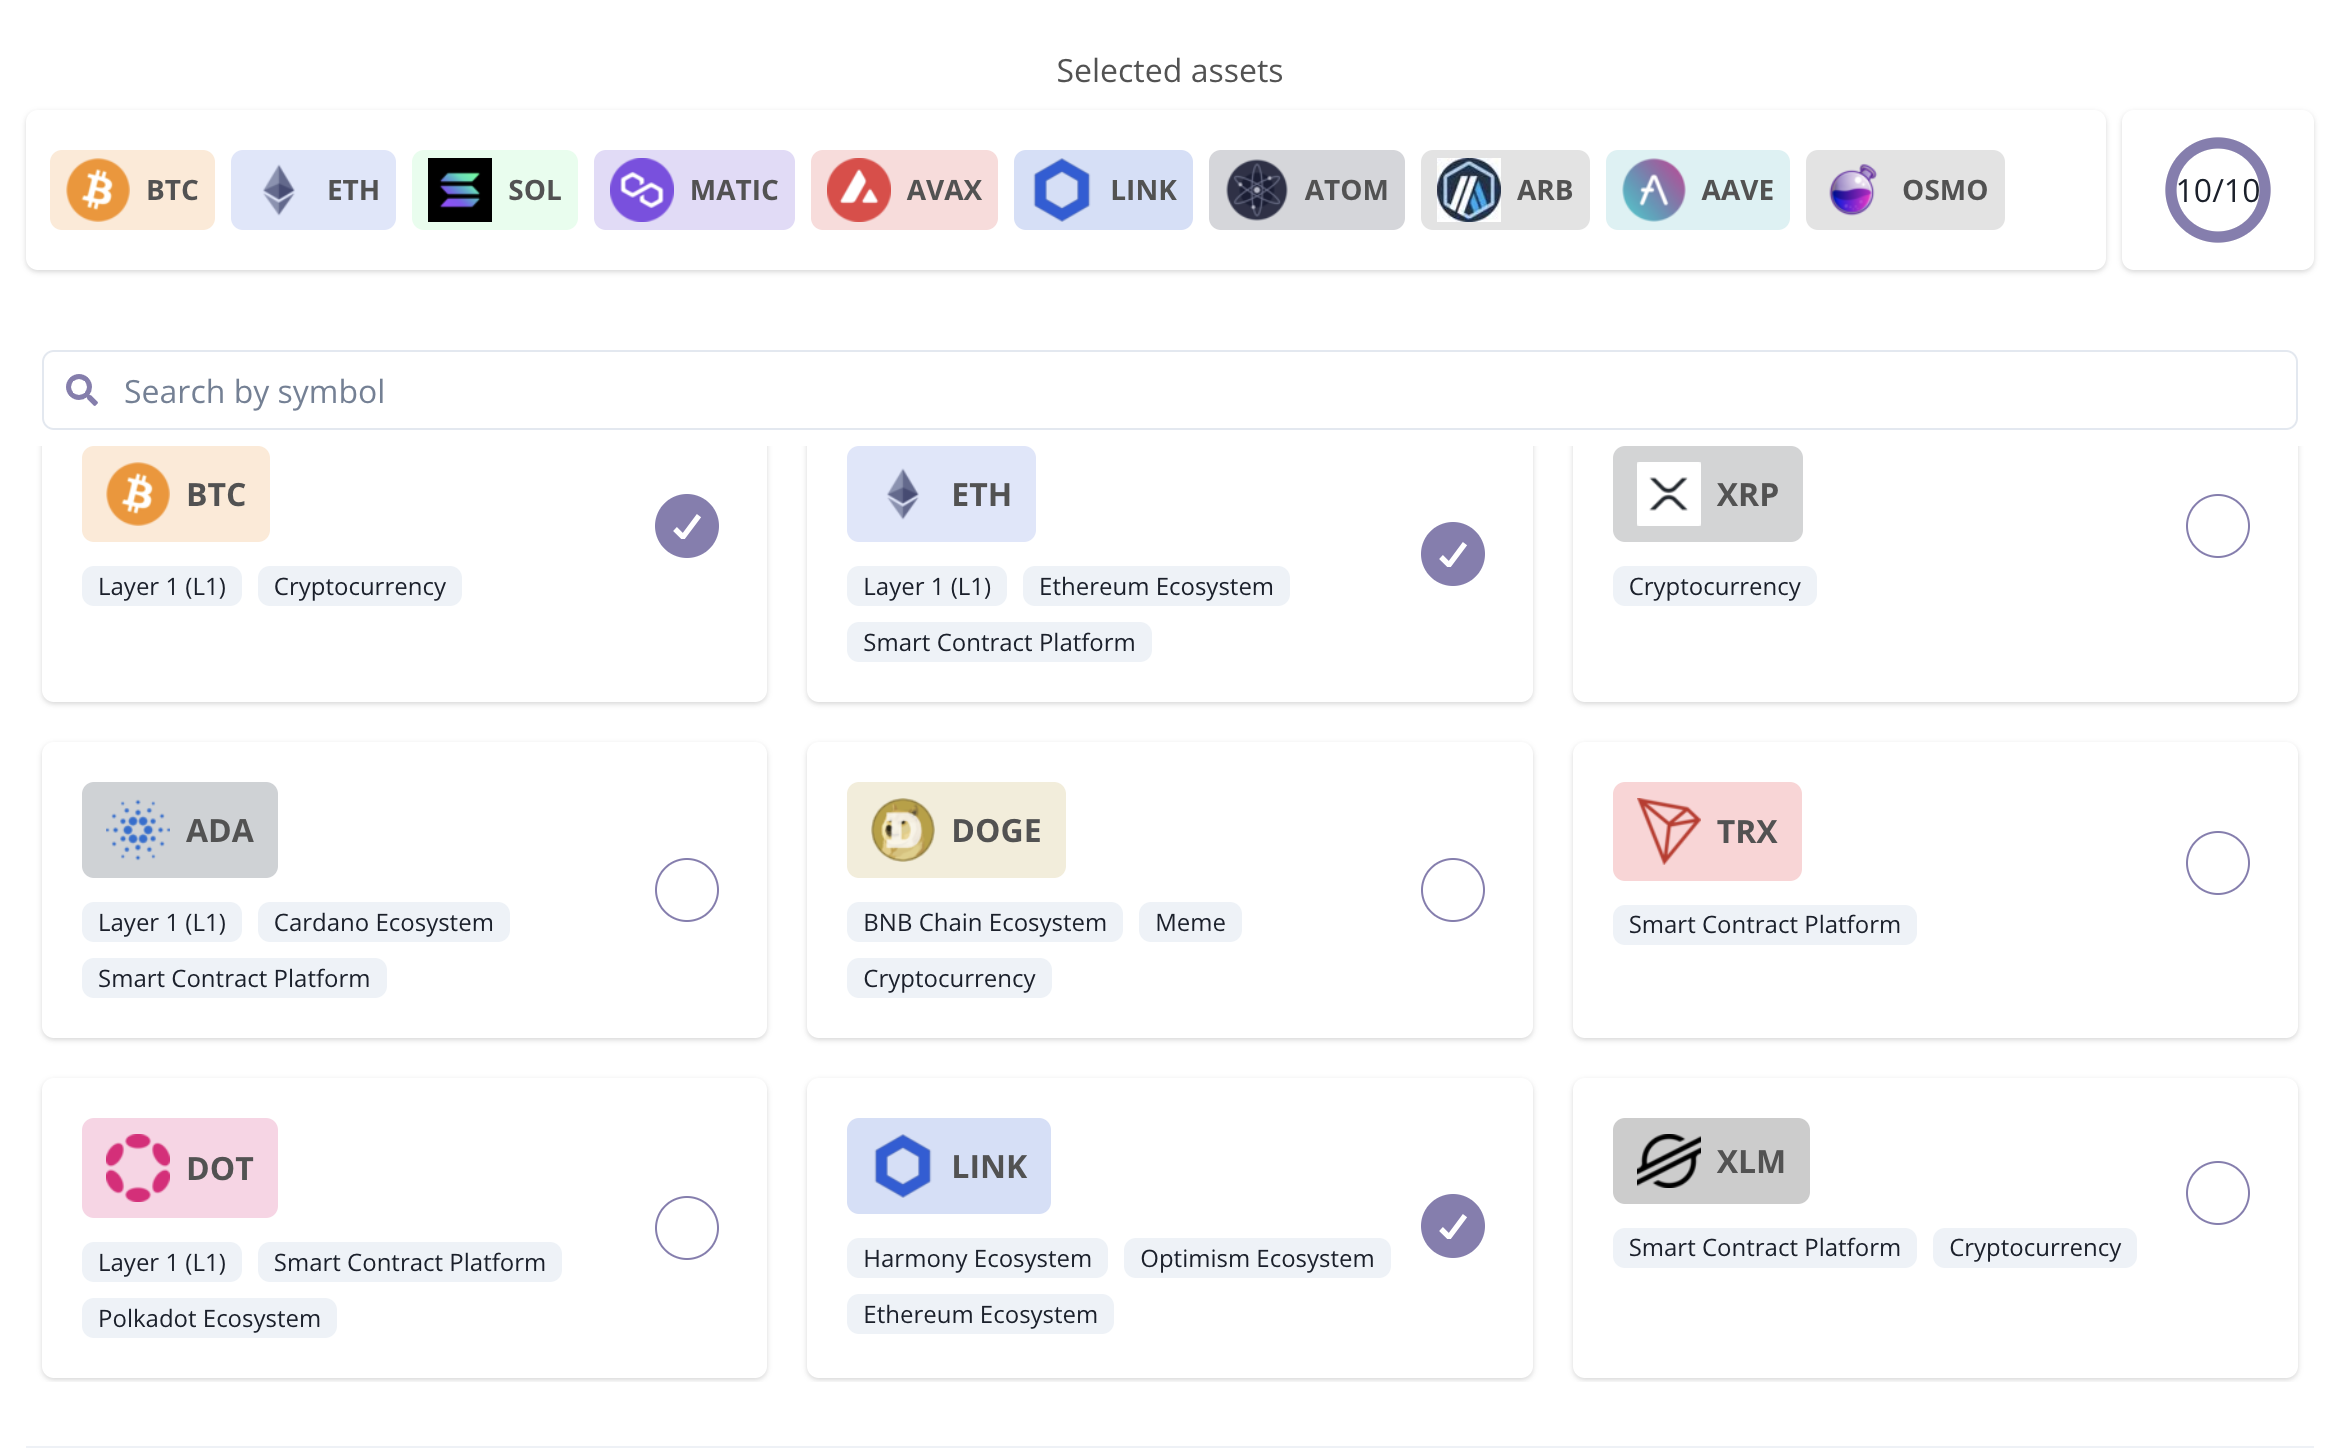 Selected assets
BTC ETH SOL MATIC AVAX LINK ATOM ARB AAVE OSMO 10/10
Search by symbol
BTC
Layer 1 (L1) Cryptocurrency
ETH
Layer 1 (L1) Ethereum Ecosystem
Smart Contract Platform
XRP
Cryptocurrency
ADA
Layer 1 (L1) Cardano Ecosystem
Smart Contract Platform
DOGE
BNB Chain Ecosystem Meme
Cryptocurrency
TRX
Smart Contract Platform
DOT
Layer 1 (L1) Smart Contract Platform
Polkadot Ecosystem
LINK
Harmony Ecosystem Optimism Ecosystem
Ethereum Ecosystem
XLM
Smart Contract Platform Cryptocurrency